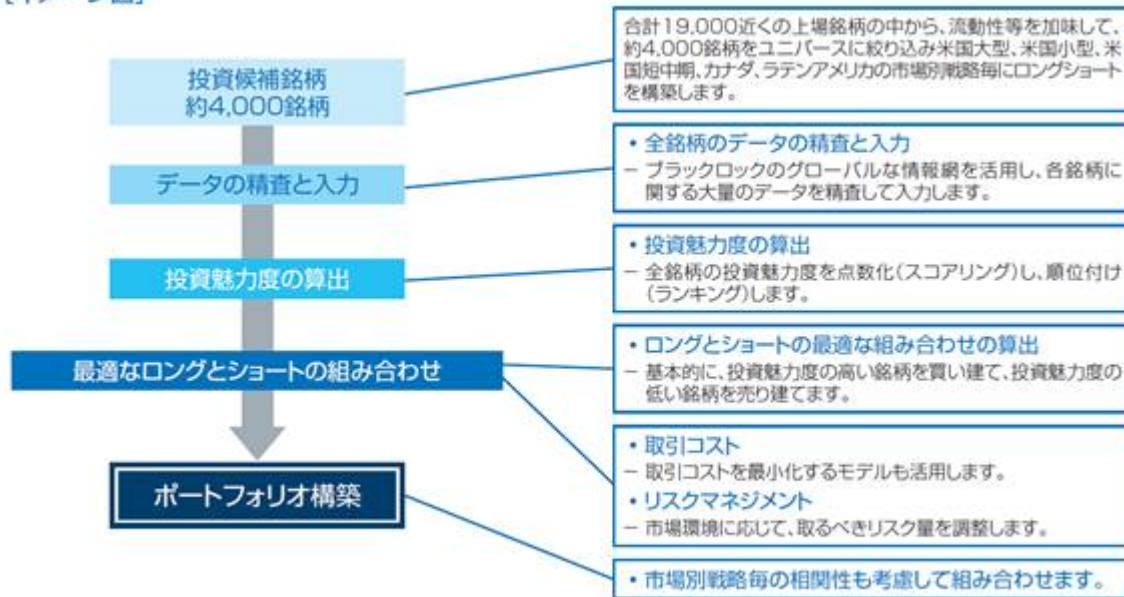 [イメージ図]
投資候補銘柄
約4,000銘柄
データの精査と入力
投資魅力度の算出
最適なロングとショートの組み合わせ
ポートフォリオ構築
合計19,000近くの上場銘柄の中から、流動性等を加味して、
約4,000銘柄をユニバースに絞り込み米国大型、米国小型、米
国短中期、カナダ、ラテンアメリカの市場別戦略毎にロングショート
を構築します。
• 全銘柄のデータの精査と入力
− ブラックロックのグローバルな情報網を活用し、各銘柄に
関する大量のデータを精査して入力します。
• 投資魅力度の算出
− 全銘柄の投資魅力度を点数化(スコアリング)し、順位付け
(ランキング)します。
• ロングとショートの最適な組み合わせの算出
− 基本的に、投資魅力度の高い銘柄を買い建て、投資魅力度の
低い銘柄を売り建てます。
• 取引コスト
− 取引コストを最小化するモデルも活用します。
• リスクマネジメント
− 市場環境に応じて、取るべきリスク量を調整します。
• 市場別戦略毎の相関性も考慮して組み合わせます。